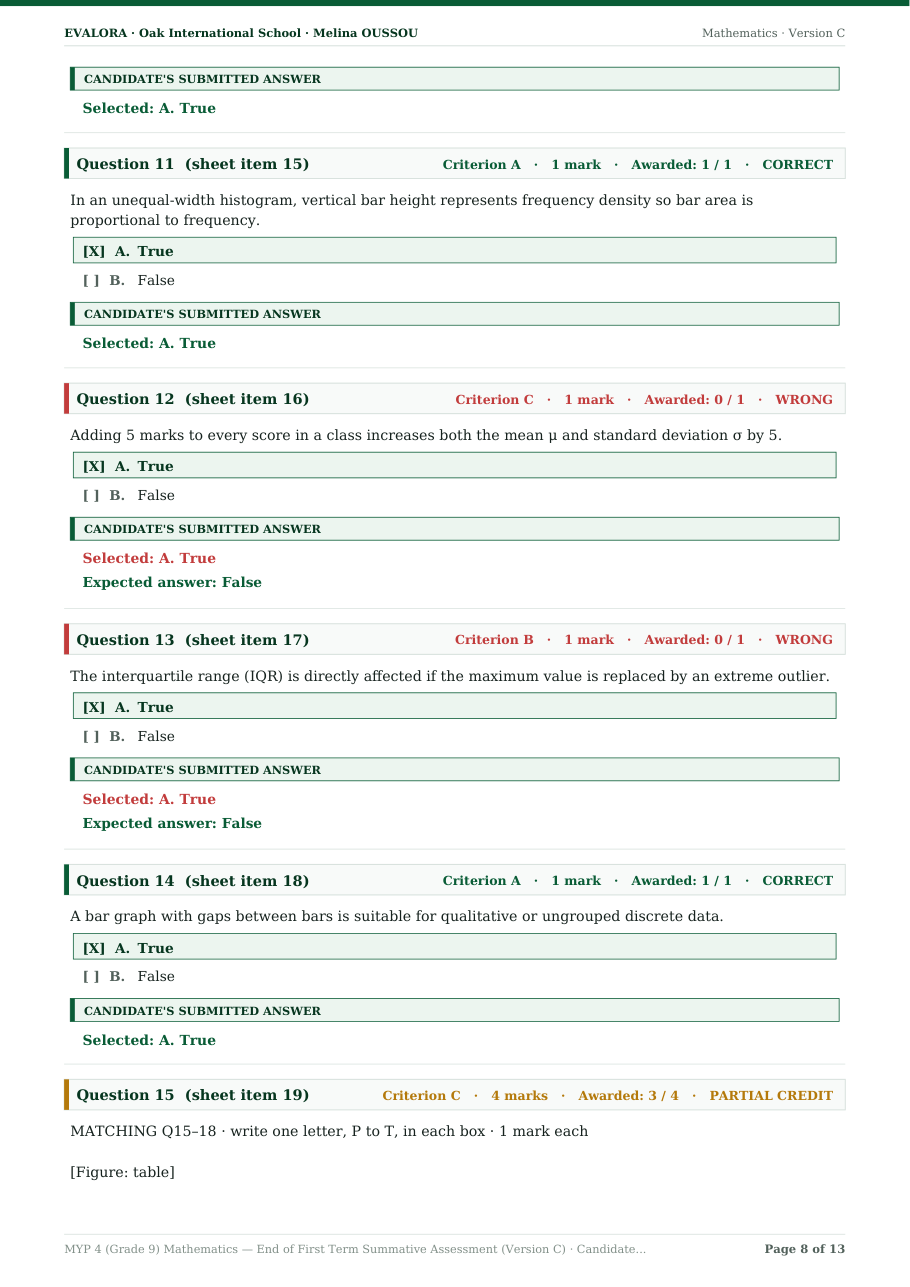 EVALORA · Oak International School · Melina OUSSOU
Mathematics · Version C
CANDIDATE'S SUBMITTED ANSWER
Selected: A. True
Question 11 (sheet item 15)
Criterion A · 1 mark · Awarded: 1 / 1 · CORRECT
In an unequal-width histogram, vertical bar height represents frequency density so bar area is
proportional to frequency.
[X] A. True
[ ] B. False
CANDIDATE'S SUBMITTED ANSWER
Selected: A. True
Question 12 (sheet item 16)
Criterion C · 1 mark · Awarded: 0 / 1 · WRONG
Adding 5 marks to every score in a class increases both the mean μ and standard deviation σ by 5.
[X] A. True
[ ] B. False
CANDIDATE'S SUBMITTED ANSWER
Selected: A. True
Expected answer: False
Question 13 (sheet item 17)
Criterion B · 1 mark · Awarded: 0 / 1 · WRONG
The interquartile range (IQR) is directly affected if the maximum value is replaced by an extreme outlier.
[X] A. True
[ ] B. False
CANDIDATE'S SUBMITTED ANSWER
Selected: A. True
Expected answer: False
Question 14 (sheet item 18)
Criterion A · 1 mark · Awarded: 1 / 1 · CORRECT
A bar graph with gaps between bars is suitable for qualitative or ungrouped discrete data.
[X] A. True
[ ] B. False
CANDIDATE'S SUBMITTED ANSWER
Selected: A. True
Question 15 (sheet item 19)
Criterion C · 4 marks · Awarded: 3 / 4 · PARTIAL CREDIT
MATCHING Q15–18 · write one letter, P to T, in each box · 1 mark each
[Figure: table]
MYP 4 (Grade 9) Mathematics — End of First Term Summative Assessment (Version C) · Candidate…
Page 8 of 13